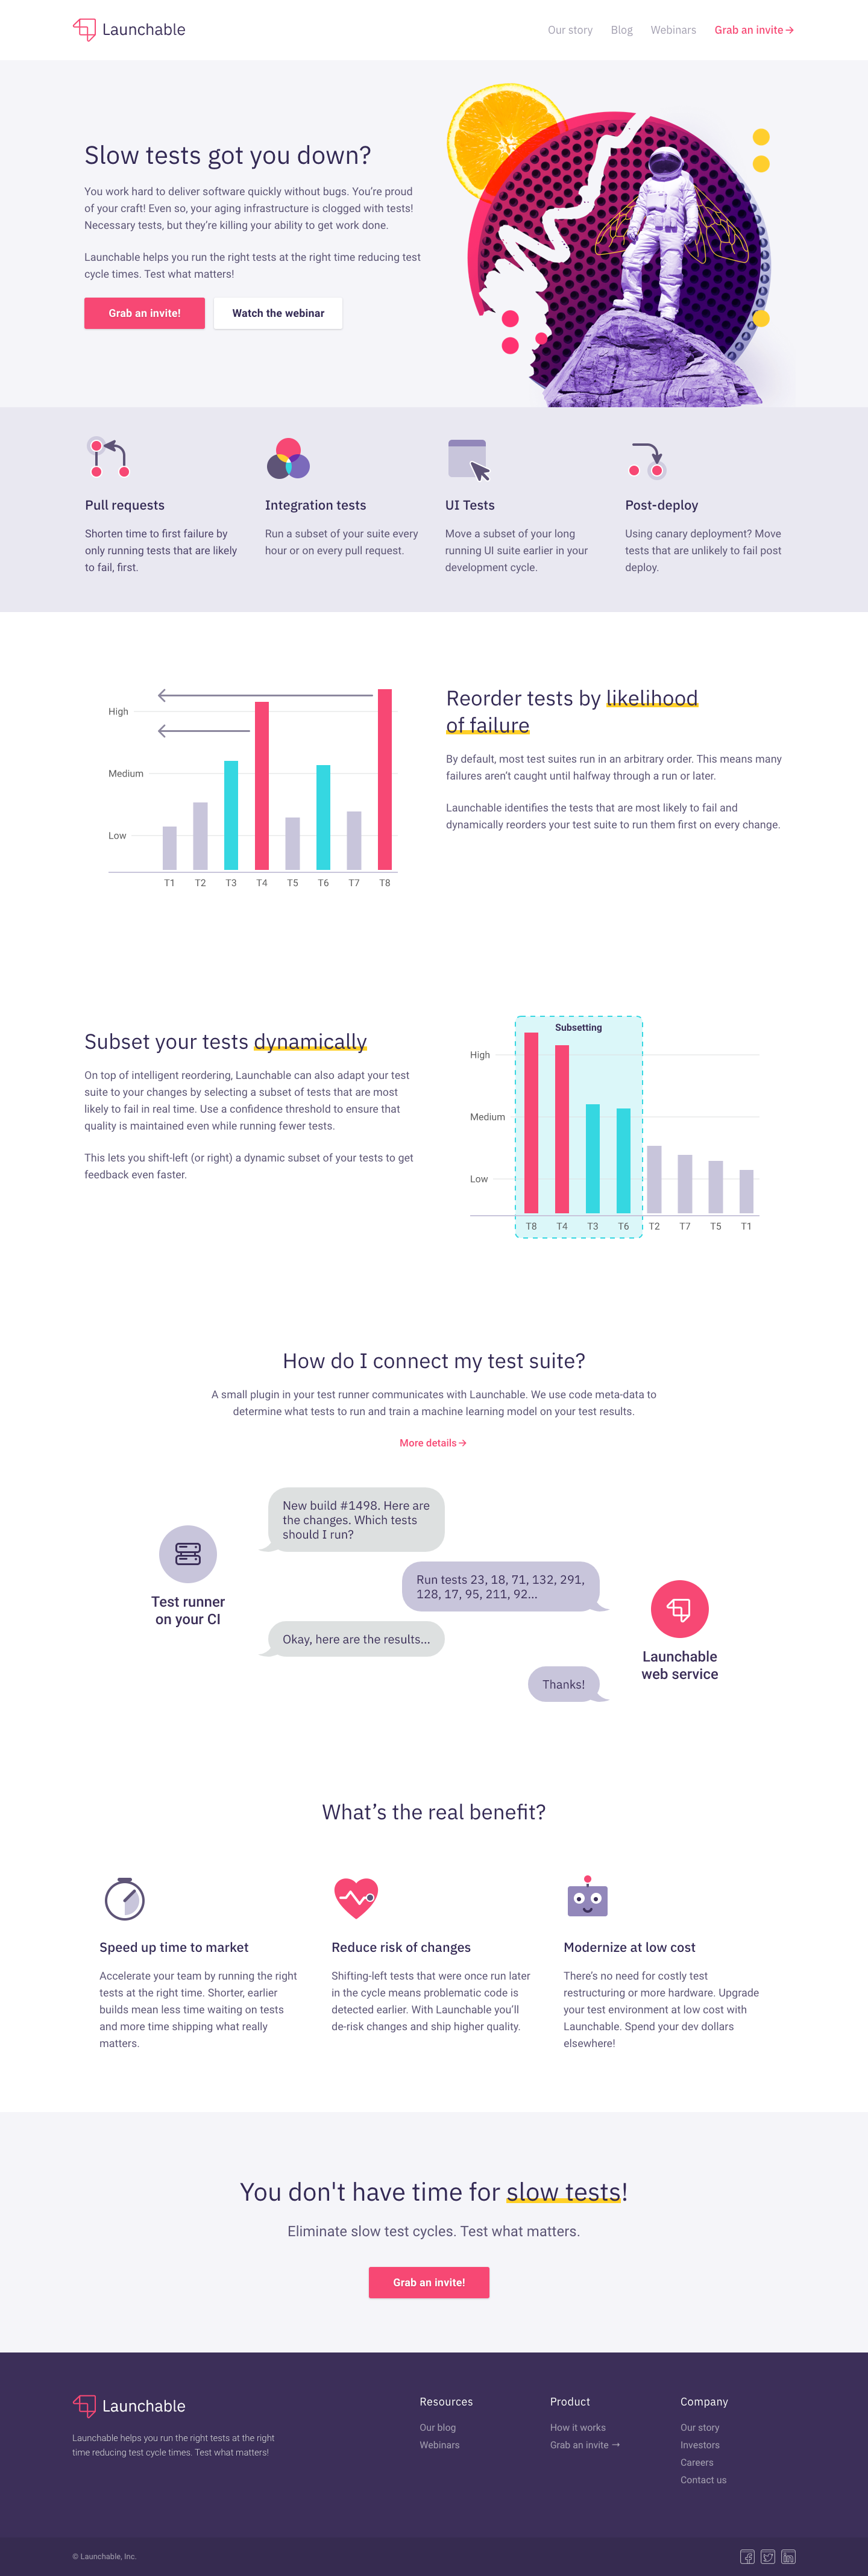 Launchable
Our story
Blog
Webinars
Grab an invite→
Slow tests got you down?
You work hard to deliver software quickly without bugs. You’re proud
of your craft! Even so, your aging infrastructure is clogged with tests!
Necessary tests, but they’re killing your ability to get work done.
Launchable helps you run the right tests at the right time reducing test
cycle times. Test what matters!
Grab an invite!
Watch the webinar
Pull requests
Shorten time to first failure by
only running tests that are likely
to fail, first.
Integration tests
Run a subset of your suite every
hour or on every pull request.
UI Tests
Move a subset of your long
running UI suite earlier in your
development cycle.
Post-deploy
Using canary deployment? Move
tests that are unlikely to fail post
deploy.
High
Medium
Low
T1 T2 T3 T4 T5 T6 T7 T8
Reorder tests by likelihood
of failure
By default, most test suites run in an arbitrary order. This means many
failures aren’t caught until halfway through a run or later.
Launchable identifies the tests that are most likely to fail and
dynamically reorders your test suite to run them first on every change.
Subset your tests dynamically
On top of intelligent reordering, Launchable can also adapt your test
suite to your changes by selecting a subset of tests that are most
likely to fail in real time. Use a confidence threshold to ensure that
quality is maintained even while running fewer tests.
This lets you shift-left (or right) a dynamic subset of your tests to get
feedback even faster.
Subsetting
High
Medium
Low
T8 T4 T3 T6 T2 T7 T5 T1
How do I connect my test suite?
A small plugin in your test runner communicates with Launchable. We use code meta-data to
determine what tests to run and train a machine learning model on your test results.
More details→
New build #1498. Here are
the changes. Which tests
should I run?
Test runner
on your CI
Run tests 23, 18, 71, 132, 291,
128, 17, 95, 211, 92...
Okay, here are the results...
Launchable
web service
Thanks!
What’s the real benefit?
Speed up time to market
Accelerate your team by running the right
tests at the right time. Shorter, earlier
builds mean less time waiting on tests
and more time shipping what really
matters.
Reduce risk of changes
Shifting-left tests that were once run later
in the cycle means problematic code is
detected earlier. With Launchable you’ll
de-risk changes and ship higher quality.
Modernize at low cost
There’s no need for costly test
restructuring or more hardware. Upgrade
your test environment at low cost with
Launchable. Spend your dev dollars
elsewhere!
You don't have time for slow tests!
Eliminate slow test cycles. Test what matters.
Grab an invite!
Launchable
Launchable helps you run the right tests at the right
time reducing test cycle times. Test what matters!
Resources
Our blog
Webinars
Product
How it works
Grab an invite →
Company
Our story
Investors
Careers
Contact us
© Launchable, Inc.